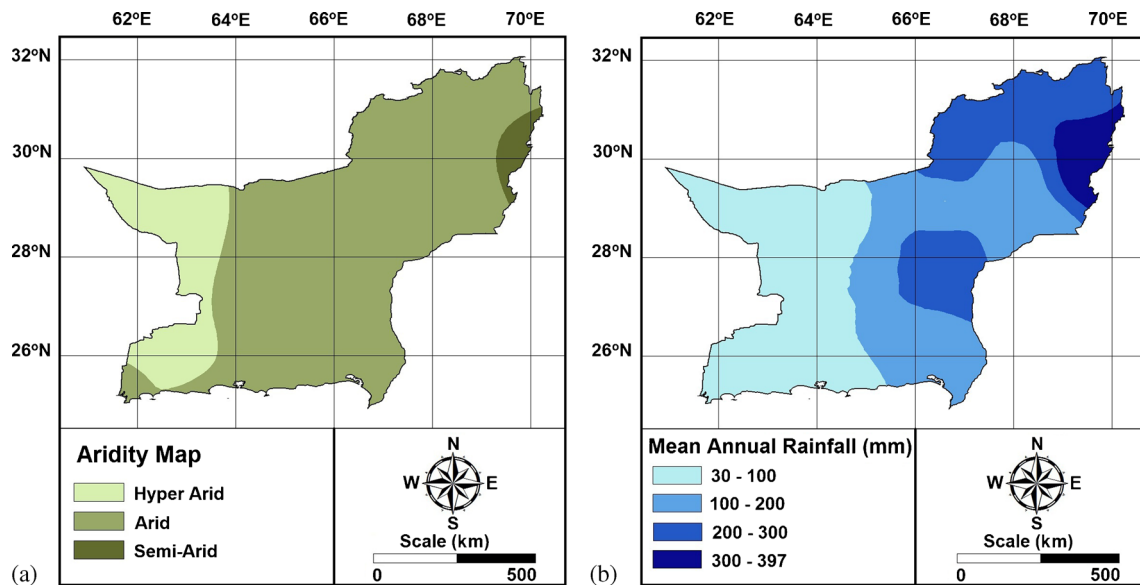 62ºE 64ºE 66ºE 68ºE 70ºE
32ºN
30ºN
28ºN
26ºN
Aridity Map
Hyper Arid
Arid
Semi-Arid
N
W E
S
Scale (km)
0 500
(a)
62ºE 64ºE 66ºE 68ºE 70ºE
32ºN
30ºN
28ºN
26ºN
Mean Annual Rainfall (mm)
30 - 100
100 - 200
200 - 300
300 - 397
N
W E
S
Scale (km)
0 500
(b)